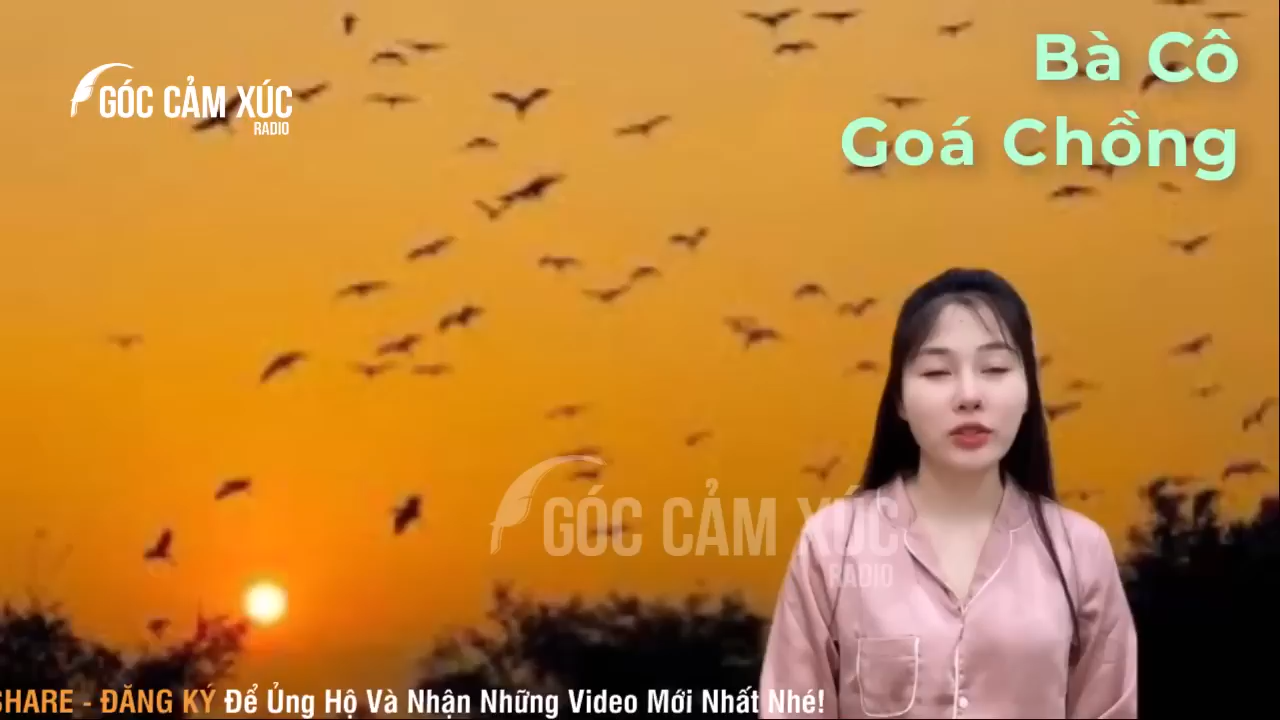 Bà Cô
Goá Chồng
GÓC CẢM XÚC
RADIO
GÓC CẢM XÚC
RADIO
SHARE - ĐĂNG KÝ Để Ủng Hộ Và Nhận Những Video Mới Nhất Nhé!